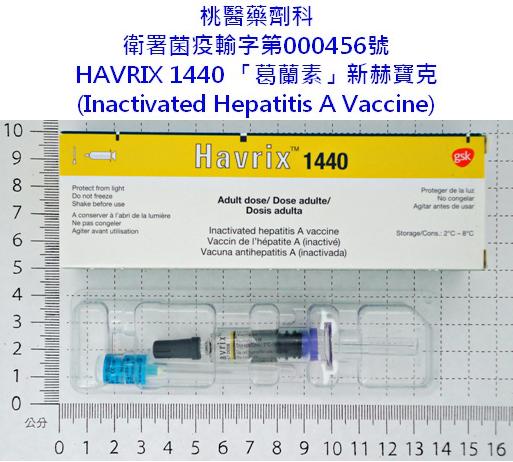 桃醫藥劑科
衛署菌疫輸字第000456號
HAVRIX 1440 「葛蘭素」新赫寶克
(Inactivated Hepatitis A Vaccine)
Havrix™ 1440
gsk
Protect from light
Do not freeze
Shake before use
A conserver à l'abri de la lumière
Ne pas congeler
Agiter avant utilisation
Adult dose/ Dose adulte/
Dosis adulta
Inactivated hepatitis A vaccine
Vaccin de l'hépatite A (inactivé)
Vacuna antihepatitis A (inactivada)
Proteger de la luz
No congelar
Agitar antes de usar
Storage/Cons.: 2°C – 8°C
Havrix
10
9
8
7
6
5
4
3
2
1
0
公分
0 1 2 3 4 5 6 7 8 9 10 11 12 13 14 15 16